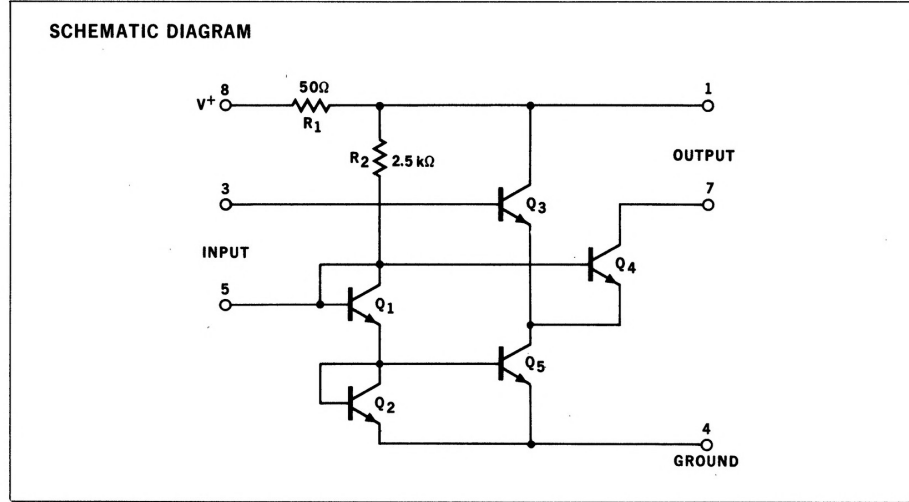 SCHEMATIC DIAGRAM
8
50Ω
1
V+
R1
R2
2.5 kΩ
OUTPUT
3
7
Q3
INPUT
Q4
5
Q1
Q5
Q2
4
GROUND